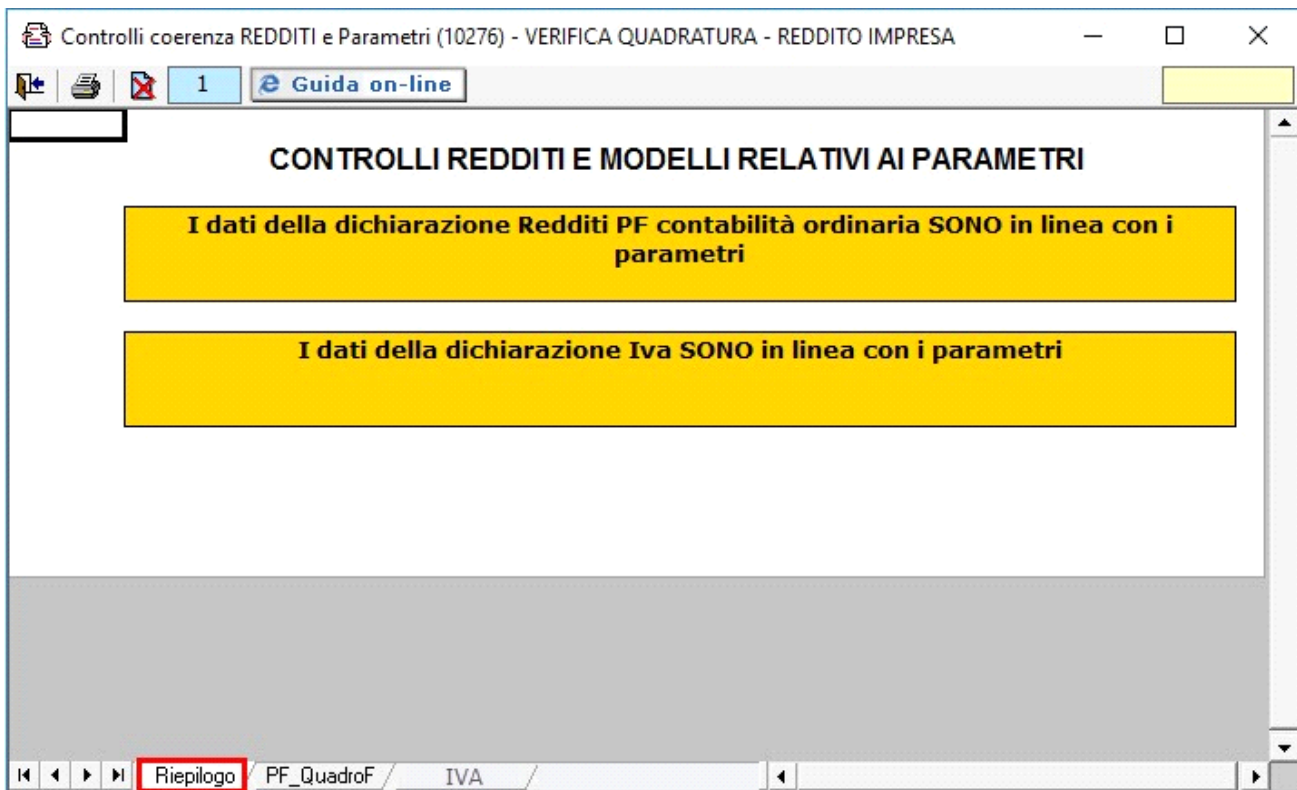 Controlli coerenza REDDITI e Parametri (10276) - VERIFICA QUADRATURA - REDDITO IMPRESA
1 Guida on-line
CONTROLLI REDDITI E MODELLI RELATIVI AI PARAMETRI
I dati della dichiarazione Redditi PF contabilità ordinaria SONO in linea con i
parametri
I dati della dichiarazione Iva SONO in linea con i parametri
Riepilogo PF_QuadroF IVA